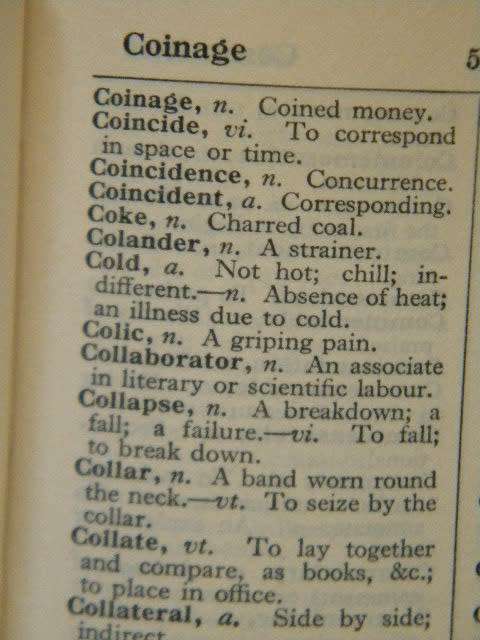 Coinage
5
Coinage, n. Coined money.
Coincide, vi. To correspond
in space or time.
Coincidence, n. Concurrence.
Coincident, a. Corresponding.
Coke, n. Charred coal.
Colander, n. A strainer.
Cold, a. Not hot; chill; in-
different.—n. Absence of heat;
an illness due to cold.
Colic, n. A griping pain.
Collaborator, n. An associate
in literary or scientific labour.
Collapse, n. A breakdown; a
fall; a failure.—vi. To fall;
to break down.
Collar, n. A band worn round
the neck.—vt. To seize by the
collar.
Collate, vt. To lay together
and compare, as books, &c.;
to place in office.
Collateral, a. Side by side;
indirect